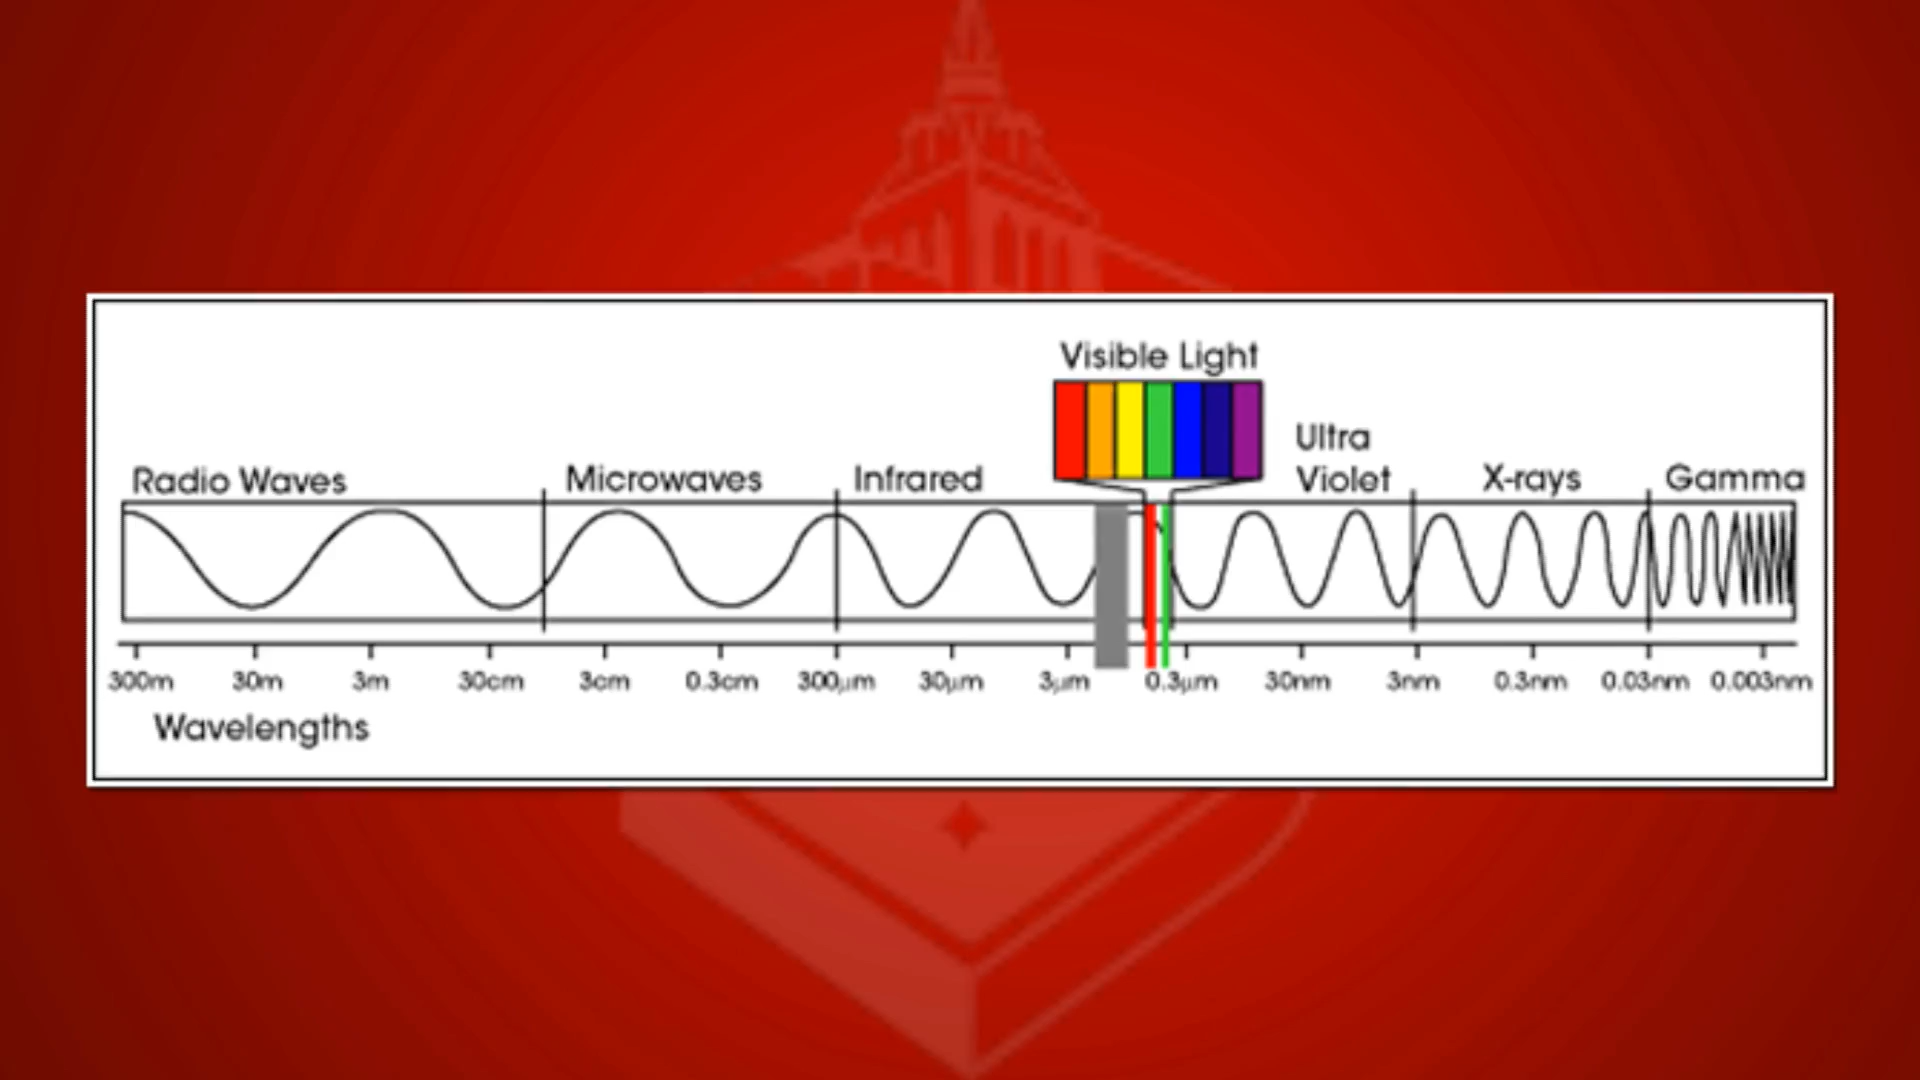 Visible Light
Ultra
Radio Waves Microwaves Infrared Violet X-rays Gamma
300m 30m 3m 30cm 3cm 0.3cm 300µm 30µm 3µm 0.3µm 30nm 3nm 0.3nm 0.03nm 0.003nm
Wavelengths